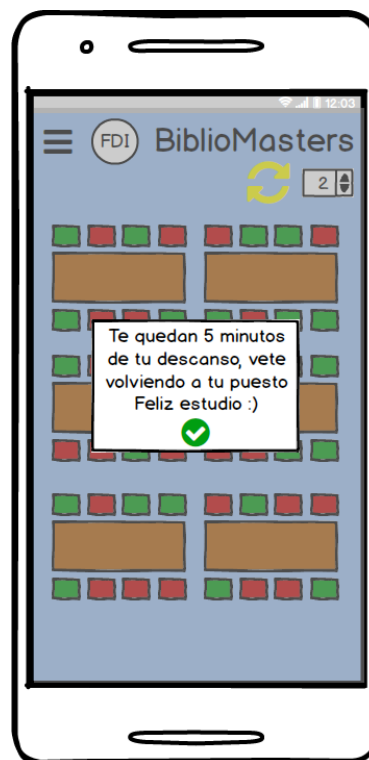 12:03
FDI BiblioMasters
2
Te quedan 5 minutos
de tu descanso, vete
volviendo a tu puesto
Feliz estudio :)